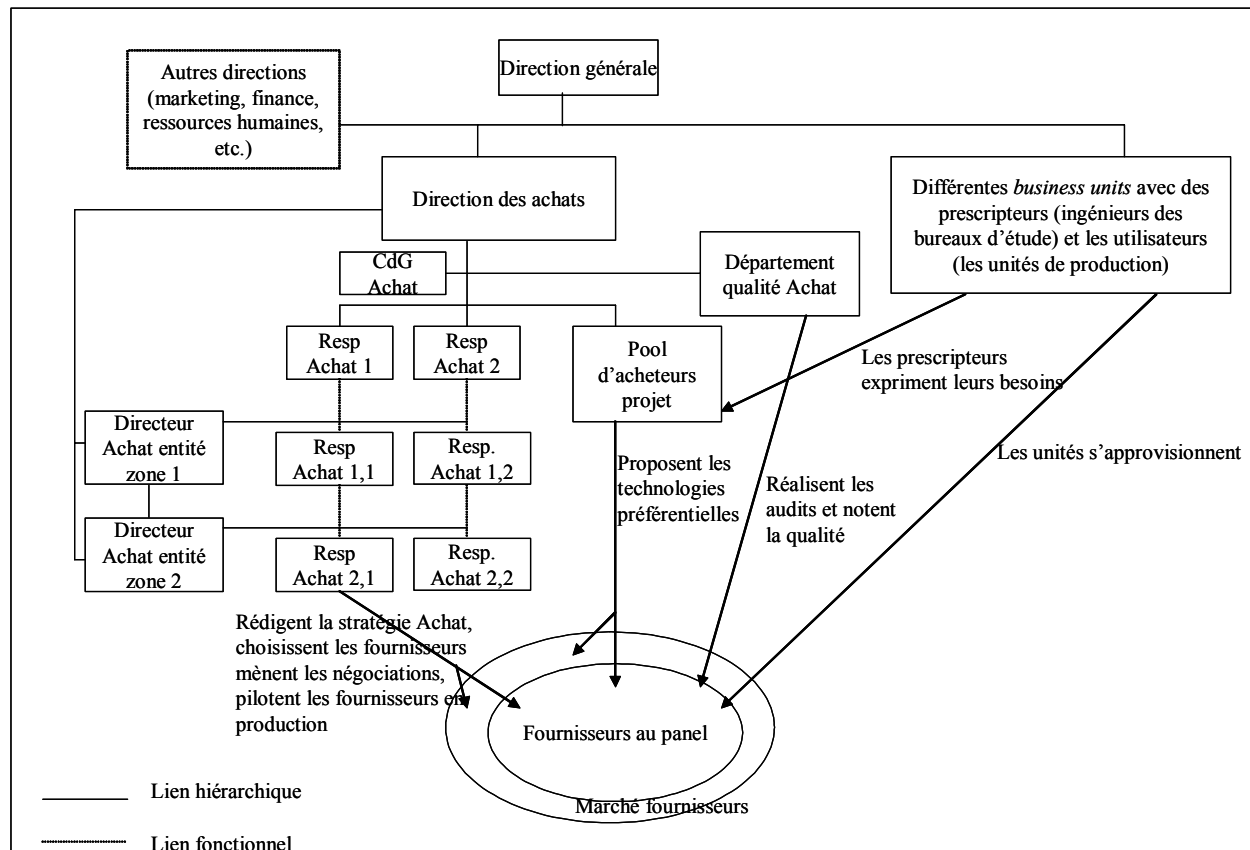 Direction générale
Autres directions
(marketing, finance,
ressources humaines,
etc.)
Direction des achats
Différentes business units avec des
prescripteurs (ingénieurs des
bureaux d'étude) et les utilisateurs
(les unités de production)
CdG
Achat
Département
qualité Achat
Resp
Achat 1
Resp
Achat 2
Pool
d'acheteurs
projet
Les prescripteurs
expriment leurs besoins
Directeur
Achat entité
zone 1
Resp
Achat 1,1
Resp.
Achat 1,2
Les unités s'approvisionnent
Proposent les
technologies
préférentielles
Réalisent les
audits et notent
la qualité
Directeur
Achat entité
zone 2
Resp
Achat 2,1
Resp.
Achat 2,2
Rédigent la stratégie Achat,
choisissent les fournisseurs
mènent les négociations,
pilotent les fournisseurs en
production
Fournisseurs au panel
Marché fournisseurs
Lien hiérarchique
Lien fonctionnel